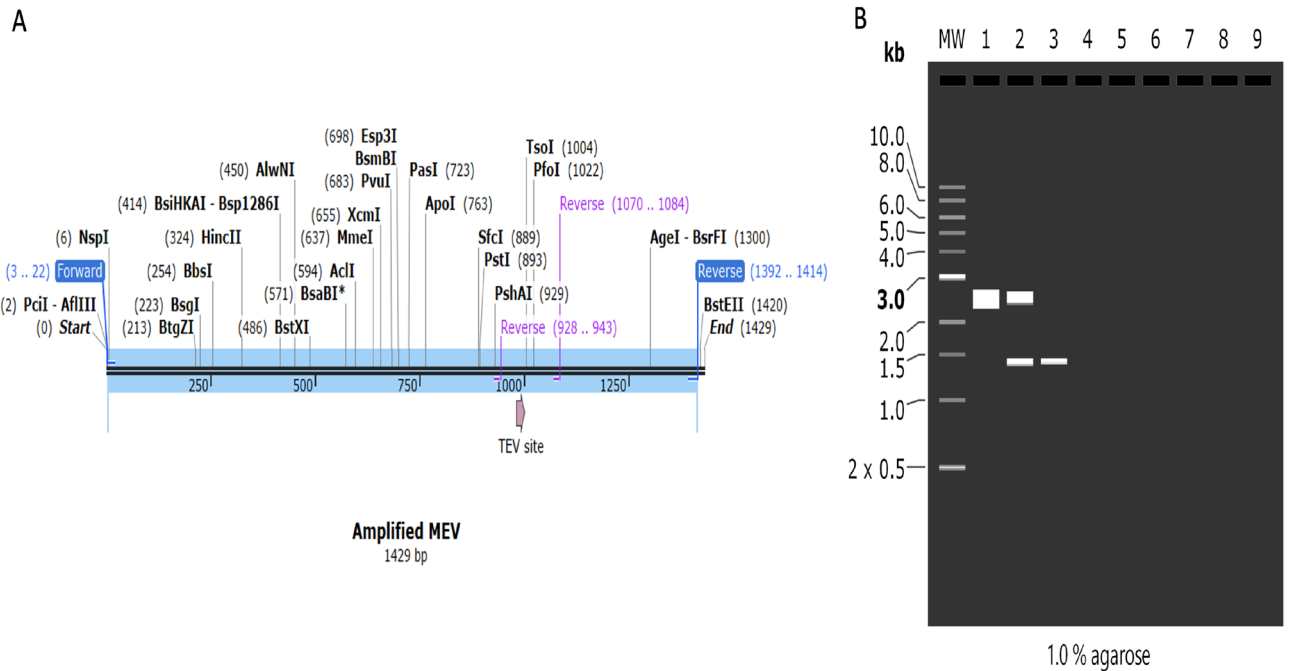 A
(698) Esp3I
BsmBI
TsoI (1004)
(450) AlwNI
PasI (723)
PfoI (1022)
(683) PvuI
(414) BsiHKAI - Bsp1286I
ApoI (763)
Reverse (1070 .. 1084)
(655) XcmI
(6) NspI
(324) HincII
(637) MmeI
SfcI (889)
AgeI - BsrFI (1300)
(3 .. 22) Forward
(254) BbsI
(594) AclI
PstI (893)
Reverse (1392 .. 1414)
(571) BsaBI*
(2) PciI - AflIII
(223) BsgI
PshAI (929)
BstEII (1420)
(0) Start
(213) BtgZI
(486) BstXI
Reverse (928 .. 943)
End (1429)
250 500 750 1000 1250
TEV site
Amplified MEV
1429 bp
B
kb MW 1 2 3 4 5 6 7 8 9
10.0
8.0
6.0
5.0
4.0
3.0
2.0
1.5
1.0
2 x 0.5
1.0 % agarose